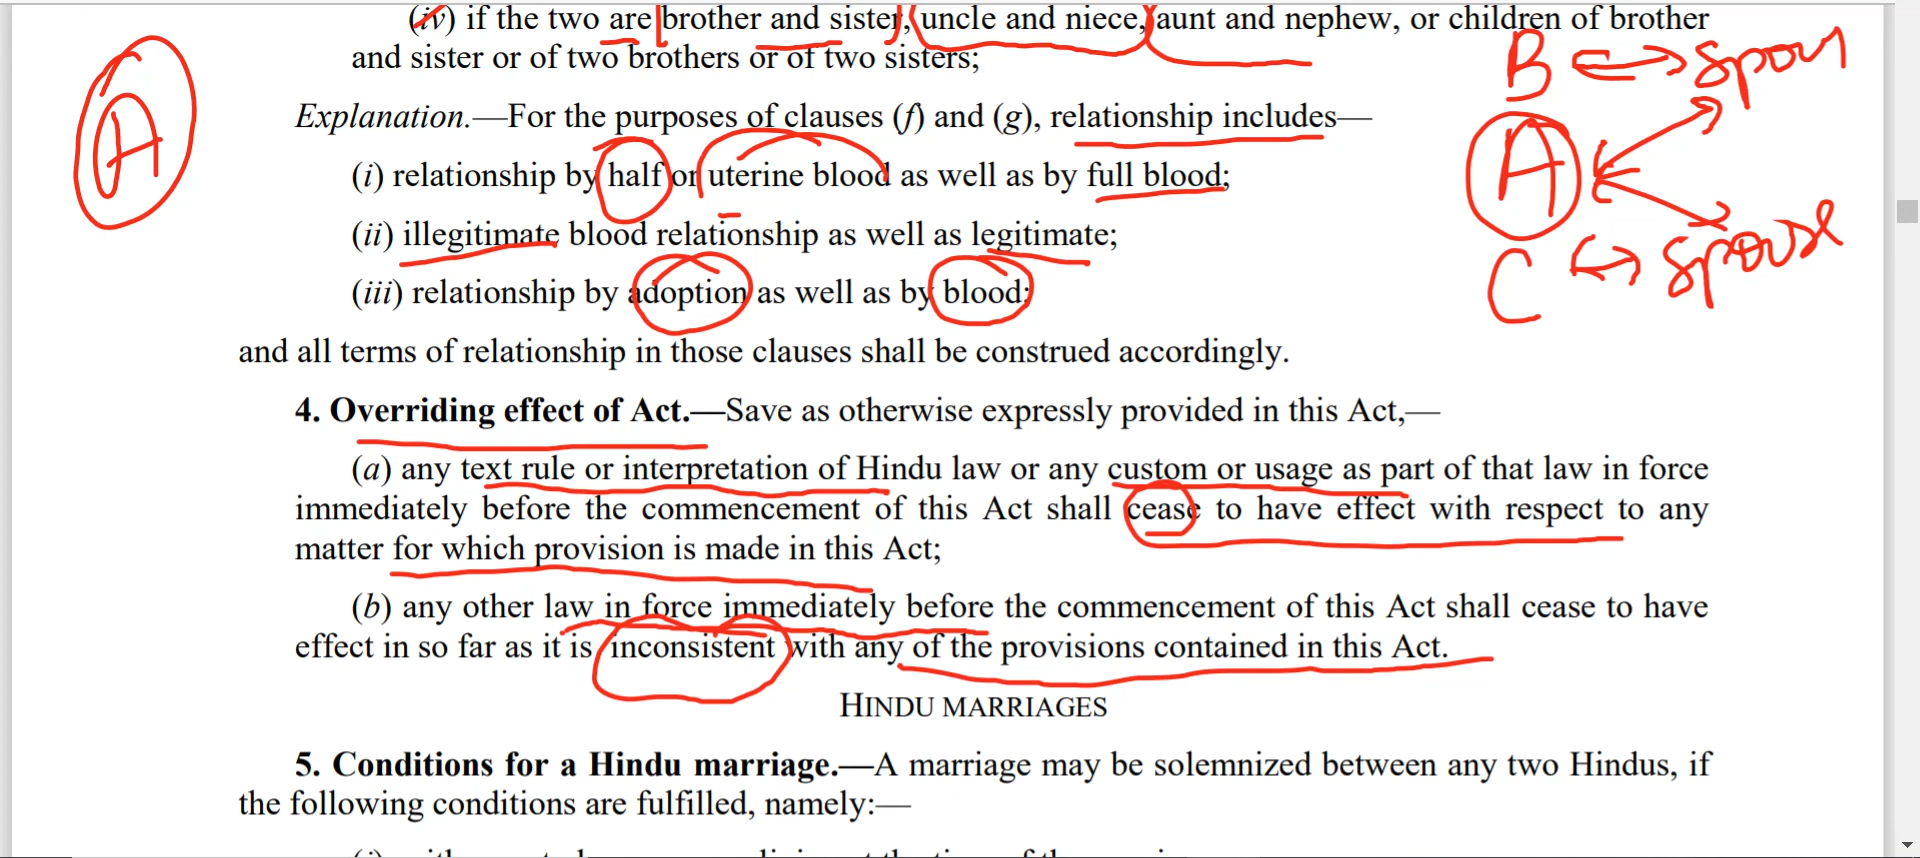 (iv) if the two are brother and sister, uncle and niece, aunt and nephew, or children of brother
and sister or of two brothers or of two sisters;
B ↔ spou
Explanation.—For the purposes of clauses (f) and (g), relationship includes—
A
A
(i) relationship by half or uterine blood as well as by full blood;
(ii) illegitimate blood relationship as well as legitimate;
C ↔ spouse
(iii) relationship by adoption as well as by blood;
and all terms of relationship in those clauses shall be construed accordingly.
4. Overriding effect of Act.—Save as otherwise expressly provided in this Act,—
(a) any text rule or interpretation of Hindu law or any custom or usage as part of that law in force
immediately before the commencement of this Act shall cease to have effect with respect to any
matter for which provision is made in this Act;
(b) any other law in force immediately before the commencement of this Act shall cease to have
effect in so far as it is inconsistent with any of the provisions contained in this Act.
HINDU MARRIAGES
5. Conditions for a Hindu marriage.—A marriage may be solemnized between any two Hindus, if
the following conditions are fulfilled, namely:—